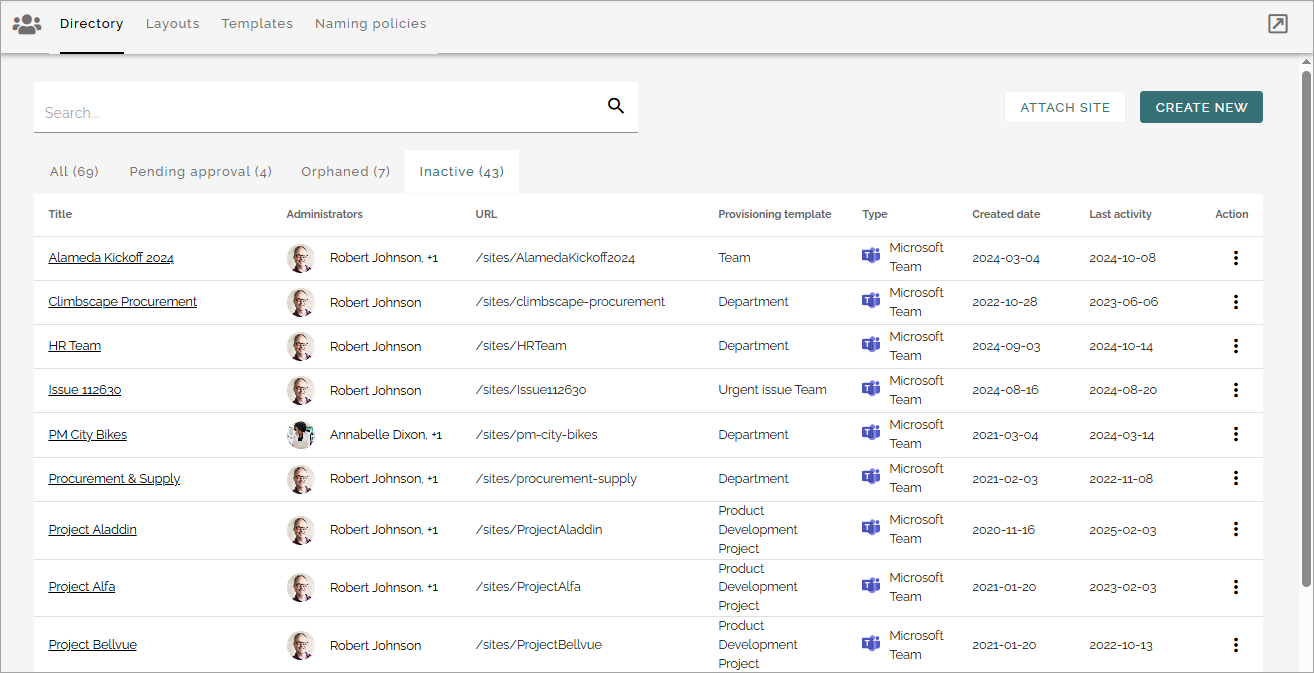 Directory Layouts Templates Naming policies
Search...
ATTACH SITE CREATE NEW
All (69) Pending approval (4) Orphaned (7) Inactive (43)
Title Administrators URL Provisioning template Type Created date Last activity Action
Alameda Kickoff 2024 Robert Johnson, +1 /sites/AlamedaKickoff2024 Team Microsoft Team 2024-03-04 2024-10-08
Climbscape Procurement Robert Johnson /sites/climbscape-procurement Department Microsoft Team 2022-10-28 2023-06-06
HR Team Robert Johnson /sites/HRTeam Department Microsoft Team 2024-09-03 2024-10-14
Issue 112630 Robert Johnson /sites/Issue112630 Urgent issue Team Microsoft Team 2024-08-16 2024-08-20
PM City Bikes Annabelle Dixon, +1 /sites/pm-city-bikes Department Microsoft Team 2021-03-04 2024-03-14
Procurement & Supply Robert Johnson, +1 /sites/procurement-supply Department Microsoft Team 2021-02-03 2022-11-08
Project Aladdin Robert Johnson, +1 /sites/ProjectAladdin Product Development Project Microsoft Team 2020-11-16 2025-02-03
Project Alfa Robert Johnson, +1 /sites/ProjectAlfa Product Development Project Microsoft Team 2021-01-20 2023-02-03
Project Bellvue Robert Johnson /sites/ProjectBellvue Product Development Project Microsoft Team 2021-01-20 2022-10-13